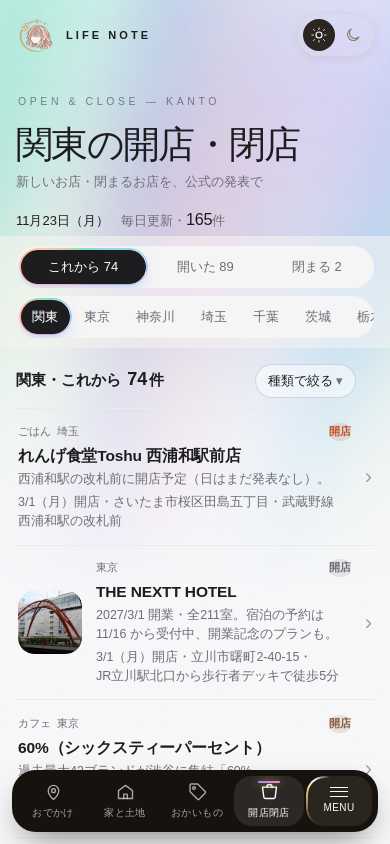 LIFE NOTE
OPEN & CLOSE — KANTO
関東の開店・閉店
新しいお店・閉まるお店を、公式の発表で
11月23日（月） 毎日更新・165件
これから 74 開いた 89 閉まる 2
関東 東京 神奈川 埼玉 千葉 茨城
関東・これから 74件 種類で絞る ▾
ごはん 埼玉 開店
れんげ食堂Toshu 西浦和駅前店
西浦和駅の改札前に開店予定（日はまだ発表なし）。
3/1（月）開店・さいたま市桜区田島五丁目・武蔵野線
西浦和駅の改札前
東京 開店
THE NEXTT HOTEL
2027/3/1 開業・全211室。宿泊の予約は
11/16 から受付中、開業記念のプランも。
3/1（月）開店・立川市曙町2-40-15・
JR立川駅北口から歩行者デッキで徒歩5分
カフェ 東京 開店
60%（シックスティーパーセント）
おでかけ 家と土地 おかいもの 開店閉店 MENU